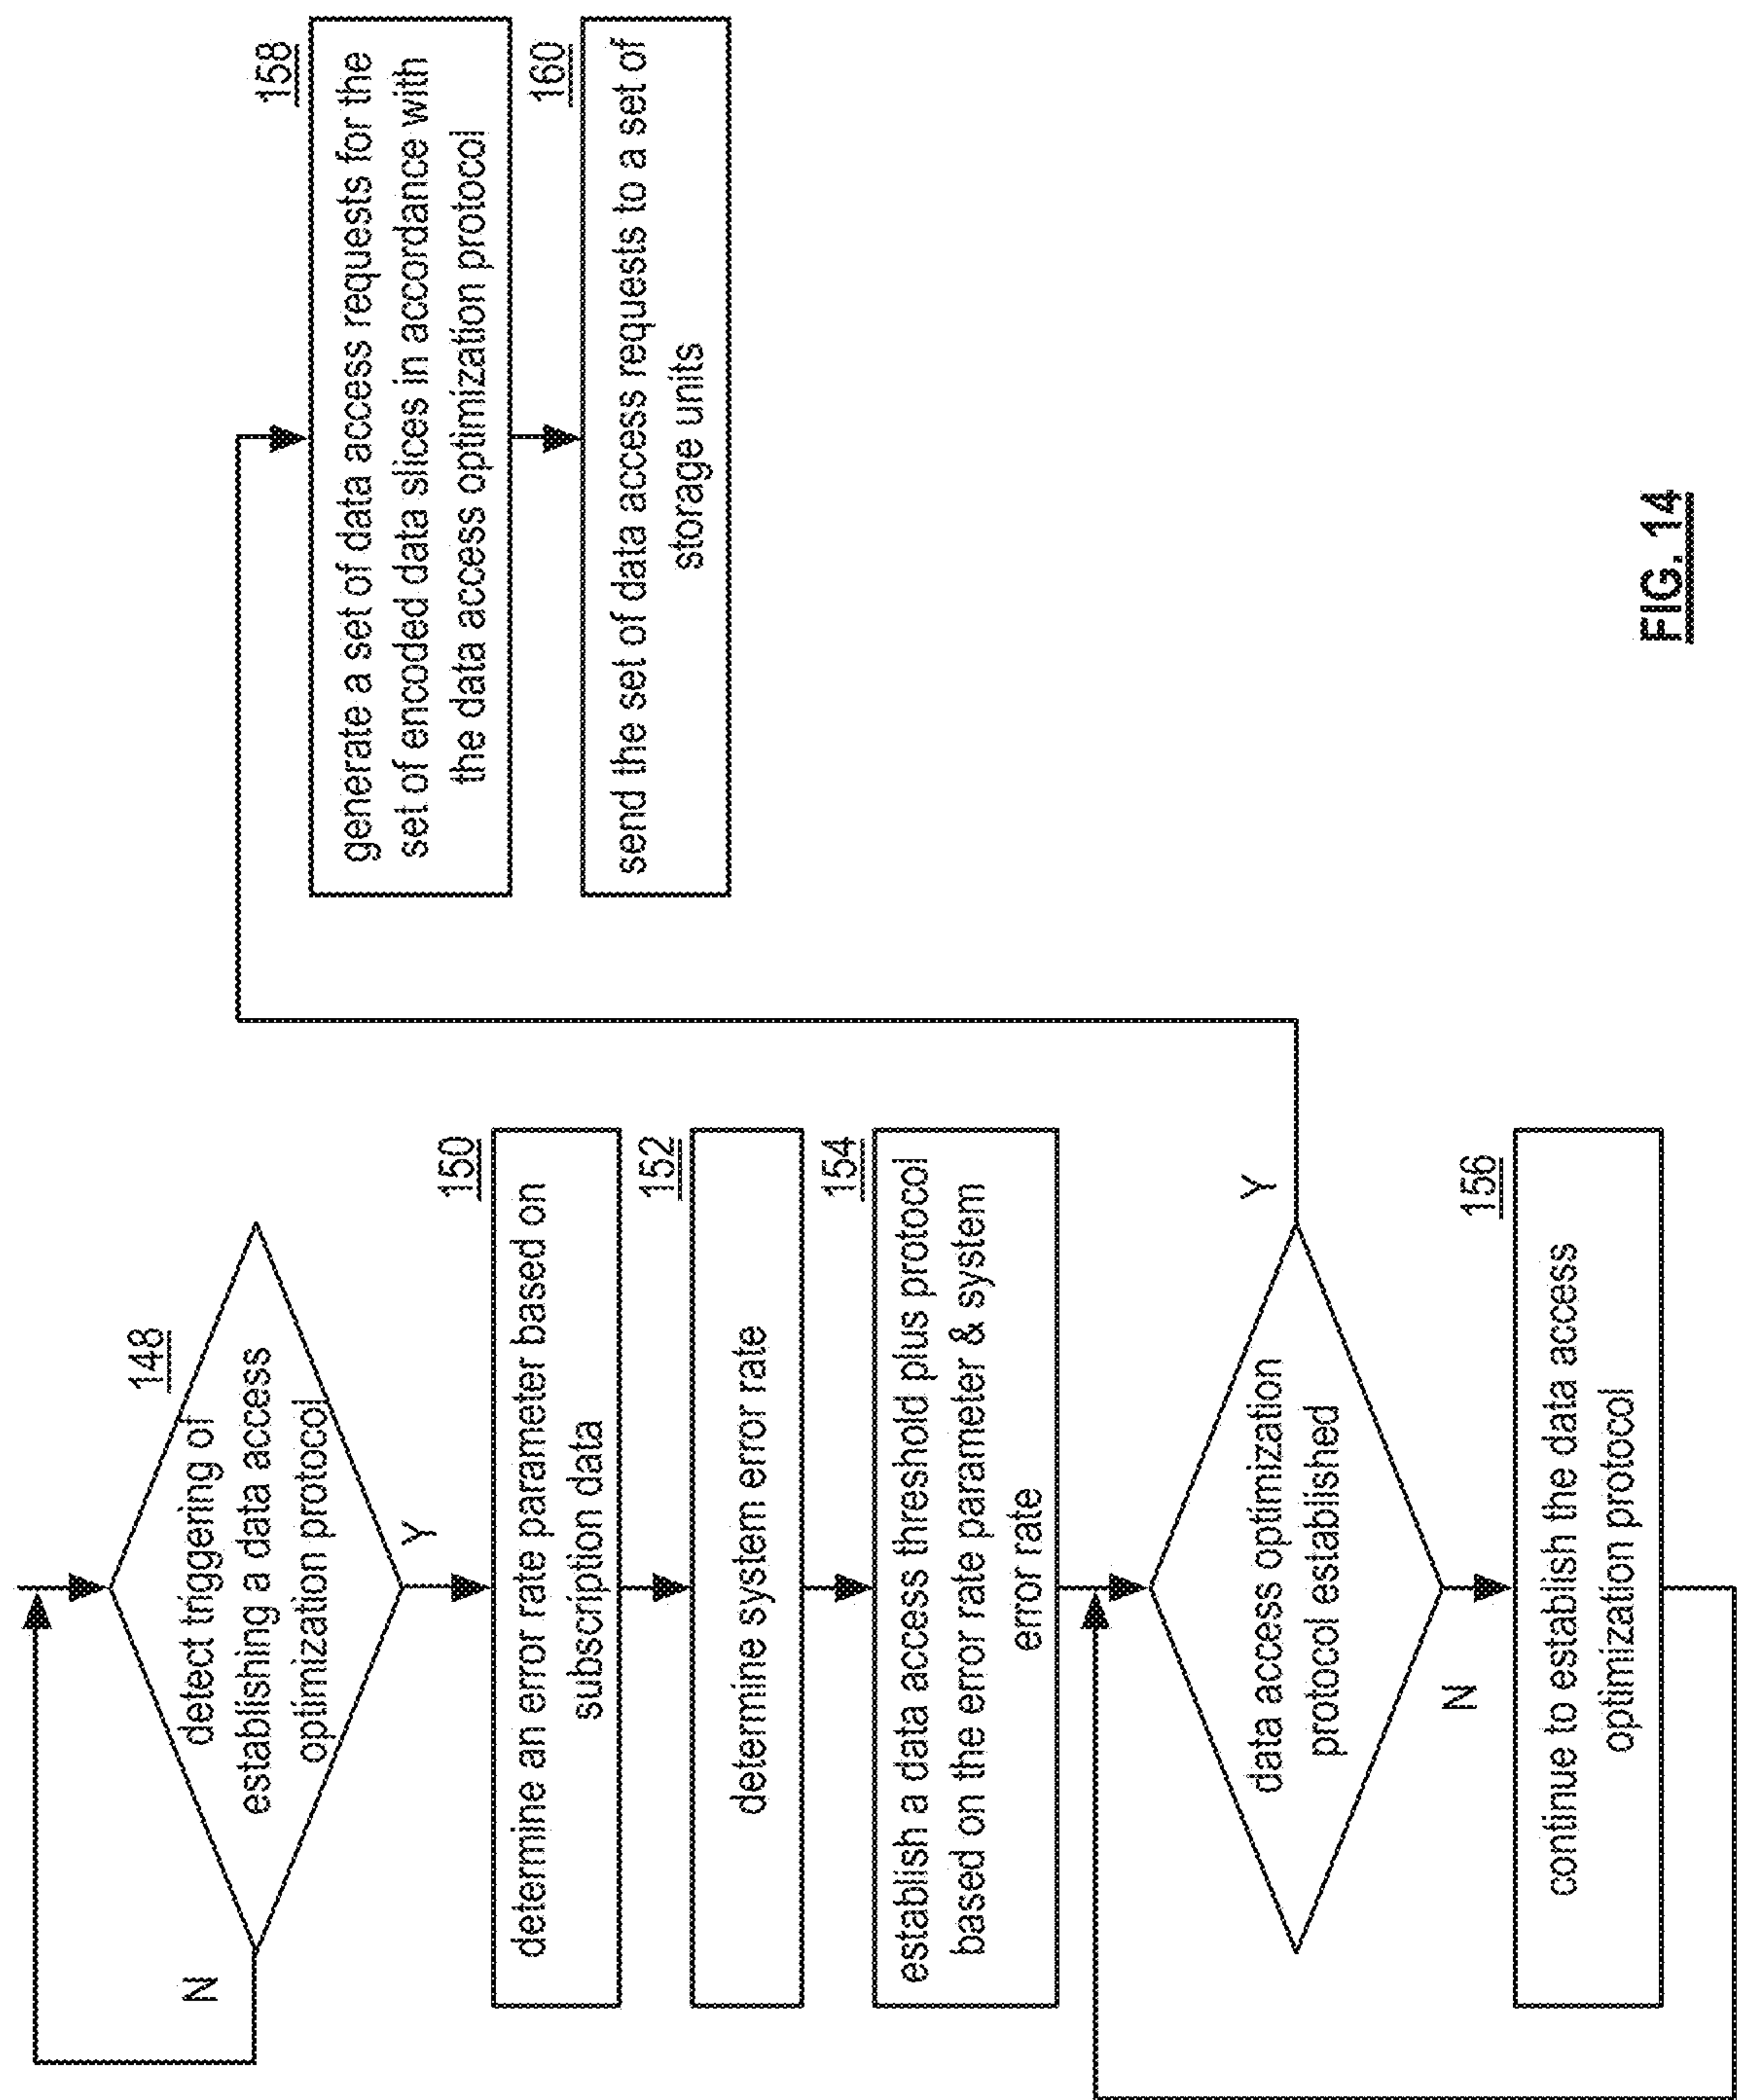 148
detect triggering of
establishing a data access
optimization protocol
N
Y
150
determine an error rate parameter based on
subscription data
152
determine system error rate
154
establish a data access threshold plus protocol
based on the error rate parameter & system
error rate
data access optimization
protocol established
Y
N
156
continue to establish the data access
optimization protocol
158
generate a set of data access requests for the
set of encoded data slices in accordance with
the data access optimization protocol
160
send the set of data access requests to a set of
storage units
FIG. 14